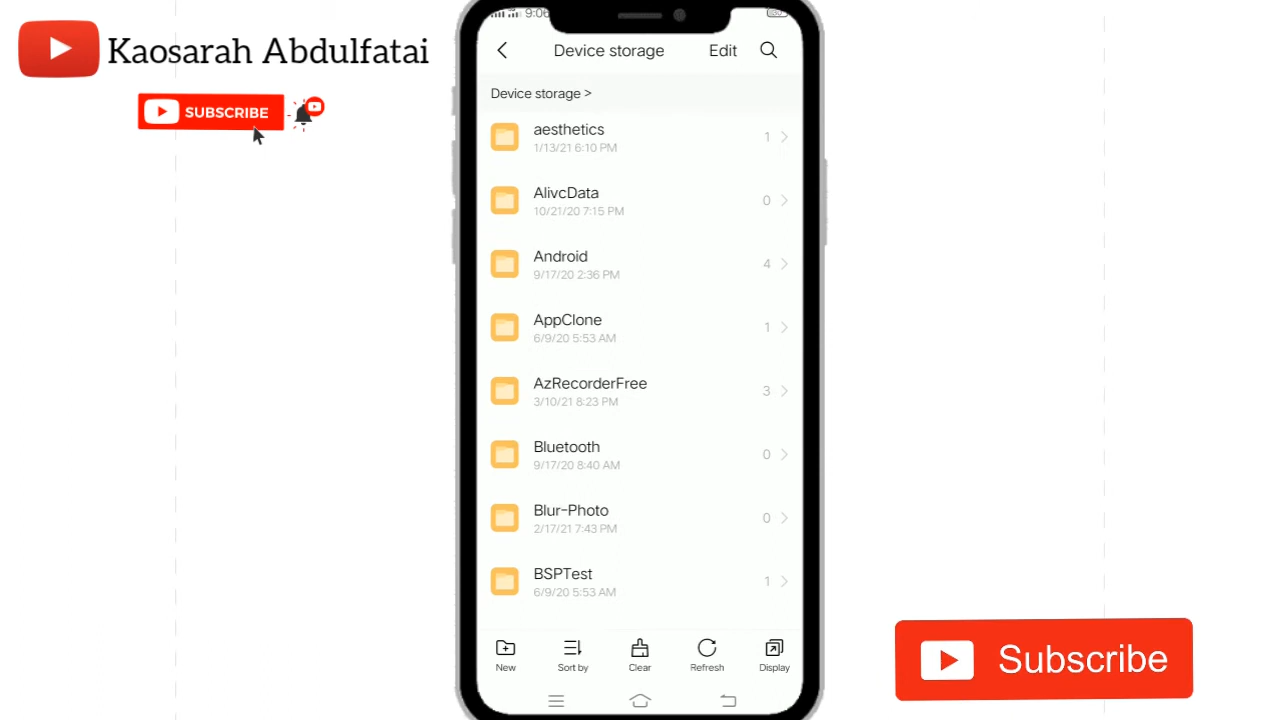 Kaosarah Abdulfatai
SUBSCRIBE
9:06
Device storage
Edit
Device storage >
aesthetics
1
1/13/21 6:10 PM
AlivcData
0
10/21/20 7:15 PM
Android
4
9/17/20 2:36 PM
AppClone
1
6/9/20 5:53 AM
AzRecorderFree
3
3/10/21 8:23 PM
Bluetooth
0
9/17/20 8:40 AM
Blur-Photo
0
2/17/21 7:43 PM
BSPTest
1
6/9/20 5:53 AM
New
Sort by
Clear
Refresh
Display
Subscribe